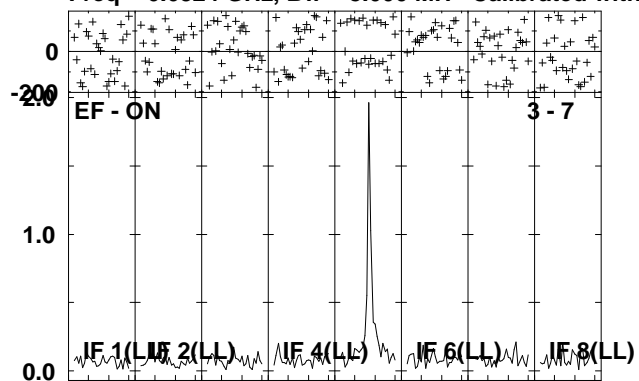 0
-200
2.0
EF - ON 3 - 7
1.0
IF 1(LL) IF 2(LL) IF 4(LL) IF 6(LL) IF 8(LL)
0.0